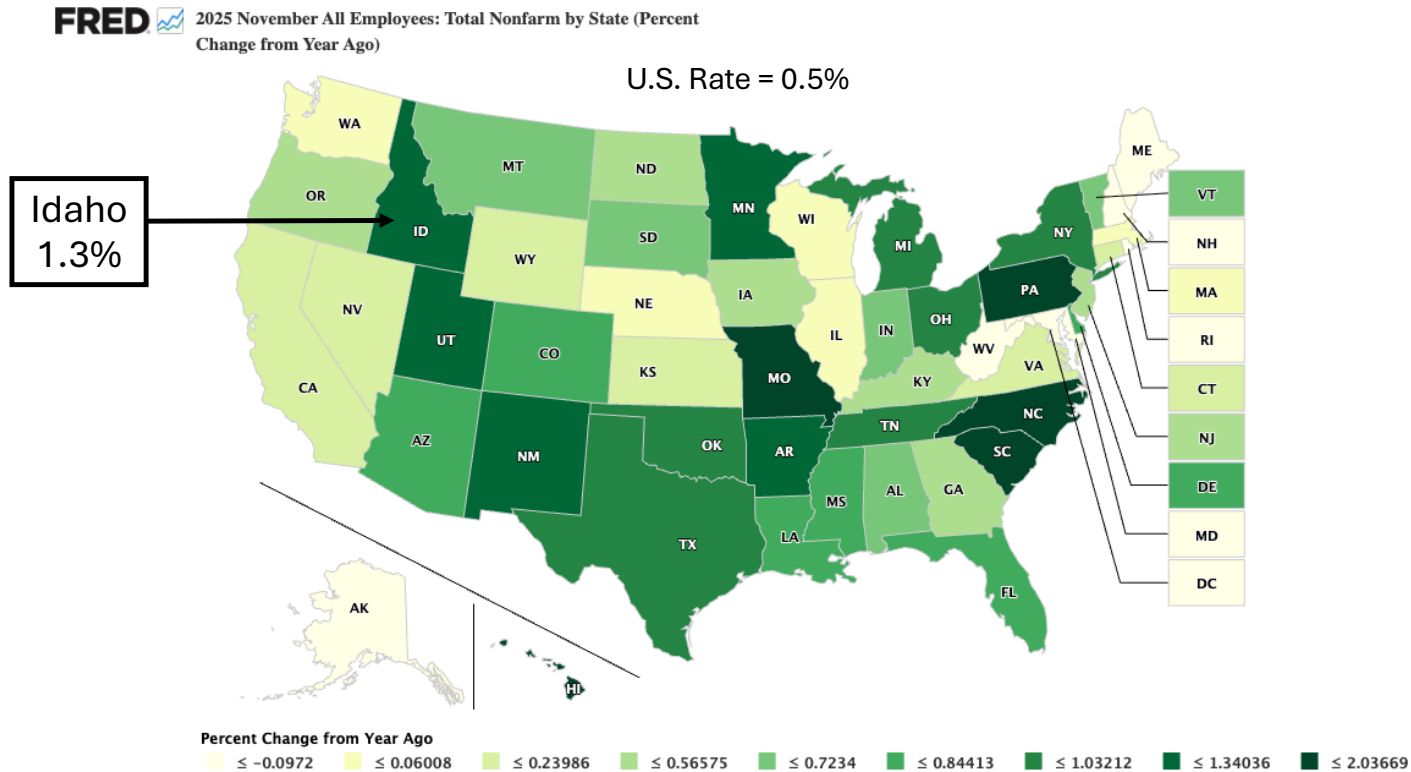 FRED 2025 November All Employees: Total Nonfarm by State (Percent
Change from Year Ago)
U.S. Rate = 0.5%
Idaho
1.3%
WA
OR
CA
NV
ID
MT
WY
UT
AZ
CO
NM
ND
SD
NE
KS
OK
TX
MN
IA
MO
AR
LA
WI
IL
MS
MI
IN
KY
TN
AL
OH
GA
FL
SC
NC
VA
WV
PA
NY
ME
VT
NH
MA
RI
CT
NJ
DE
MD
DC
AK
HI
Percent Change from Year Ago
≤ -0.0972 ≤ 0.06008 ≤ 0.23986 ≤ 0.56575 ≤ 0.7234 ≤ 0.84413 ≤ 1.03212 ≤ 1.34036 ≤ 2.03669